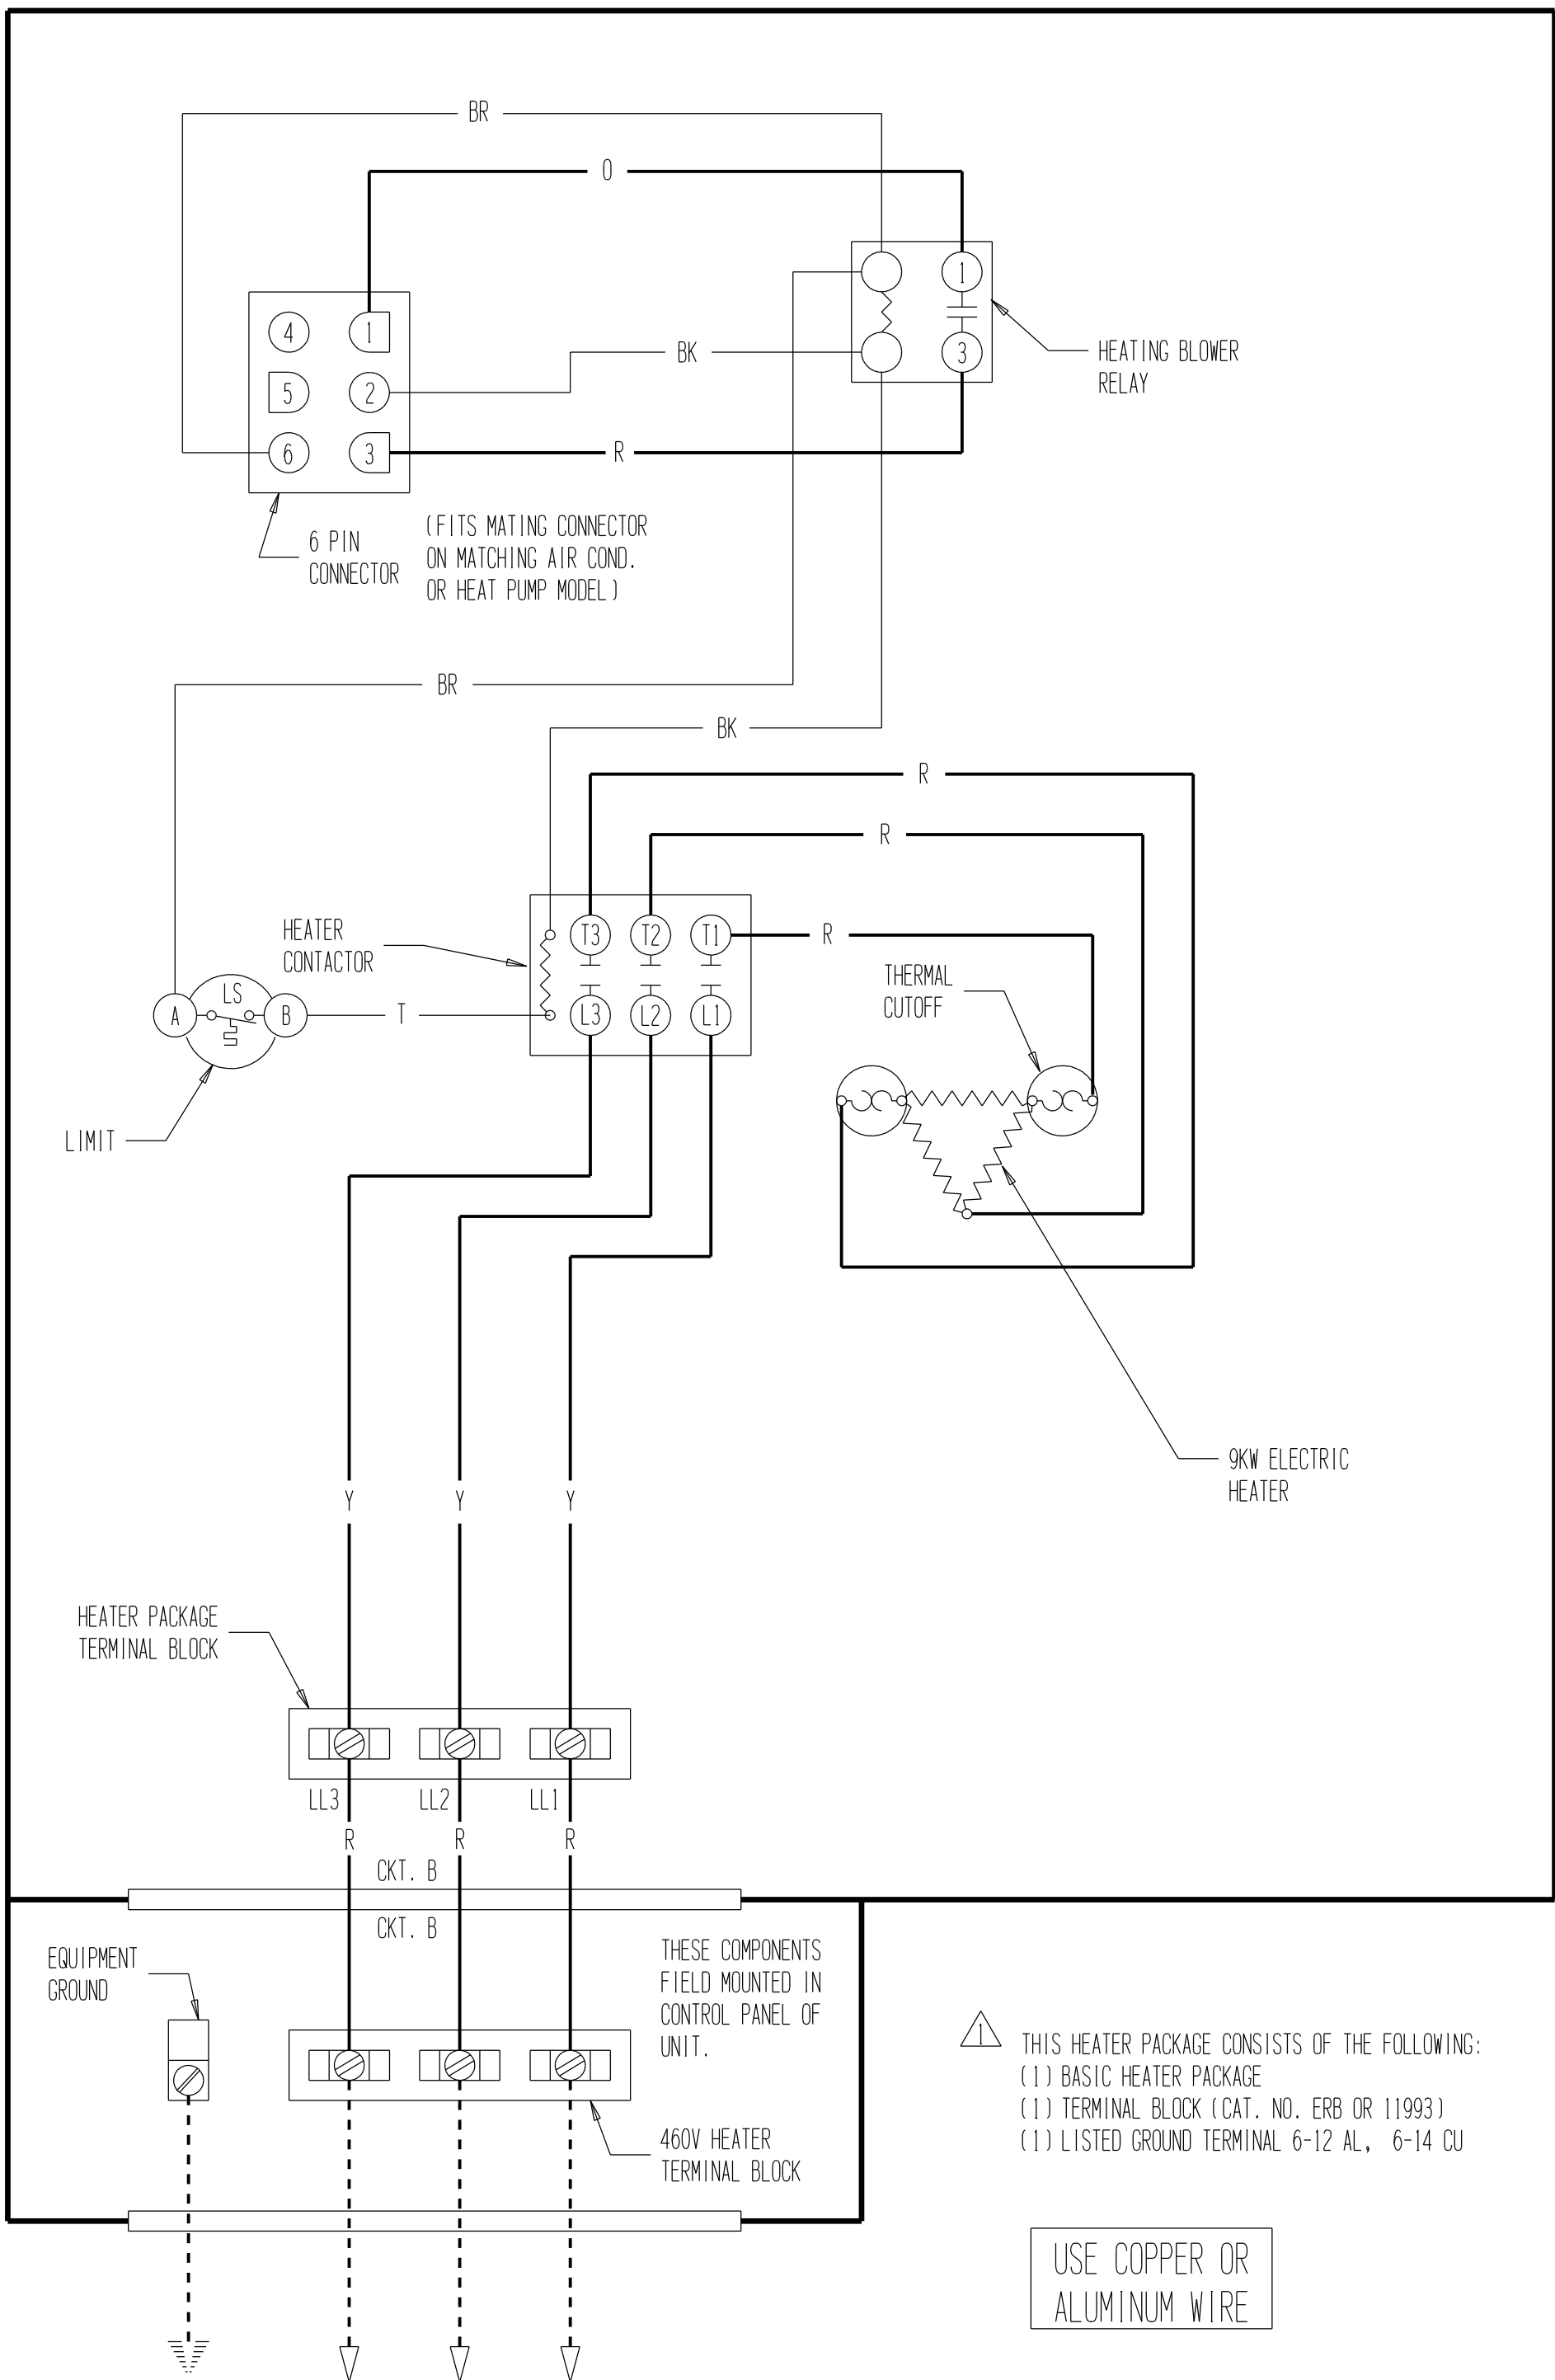 BR
O
1
4
1
BK
3
HEATING BLOWER
RELAY
5
2
6
3
R
6 PIN
CONNECTOR
(FITS MATING CONNECTOR
ON MATCHING AIR COND.
OR HEAT PUMP MODEL)
BR
BK
R
R
HEATER
CONTACTOR
T3
T2
T1
R
THERMAL
CUTOFF
LS
A
B
T
L3
L2
L1
LIMIT
9KW ELECTRIC
HEATER
Y
Y
Y
HEATER PACKAGE
TERMINAL BLOCK
LL3
LL2
LL1
R
R
R
CKT. B
CKT. B
EQUIPMENT
GROUND
THESE COMPONENTS
FIELD MOUNTED IN
CONTROL PANEL OF
UNIT.
460V HEATER
TERMINAL BLOCK
1
THIS HEATER PACKAGE CONSISTS OF THE FOLLOWING:
(1) BASIC HEATER PACKAGE
(1) TERMINAL BLOCK (CAT. NO. ERB OR 11993)
(1) LISTED GROUND TERMINAL 6-12 AL, 6-14 CU
USE COPPER OR
ALUMINUM WIRE